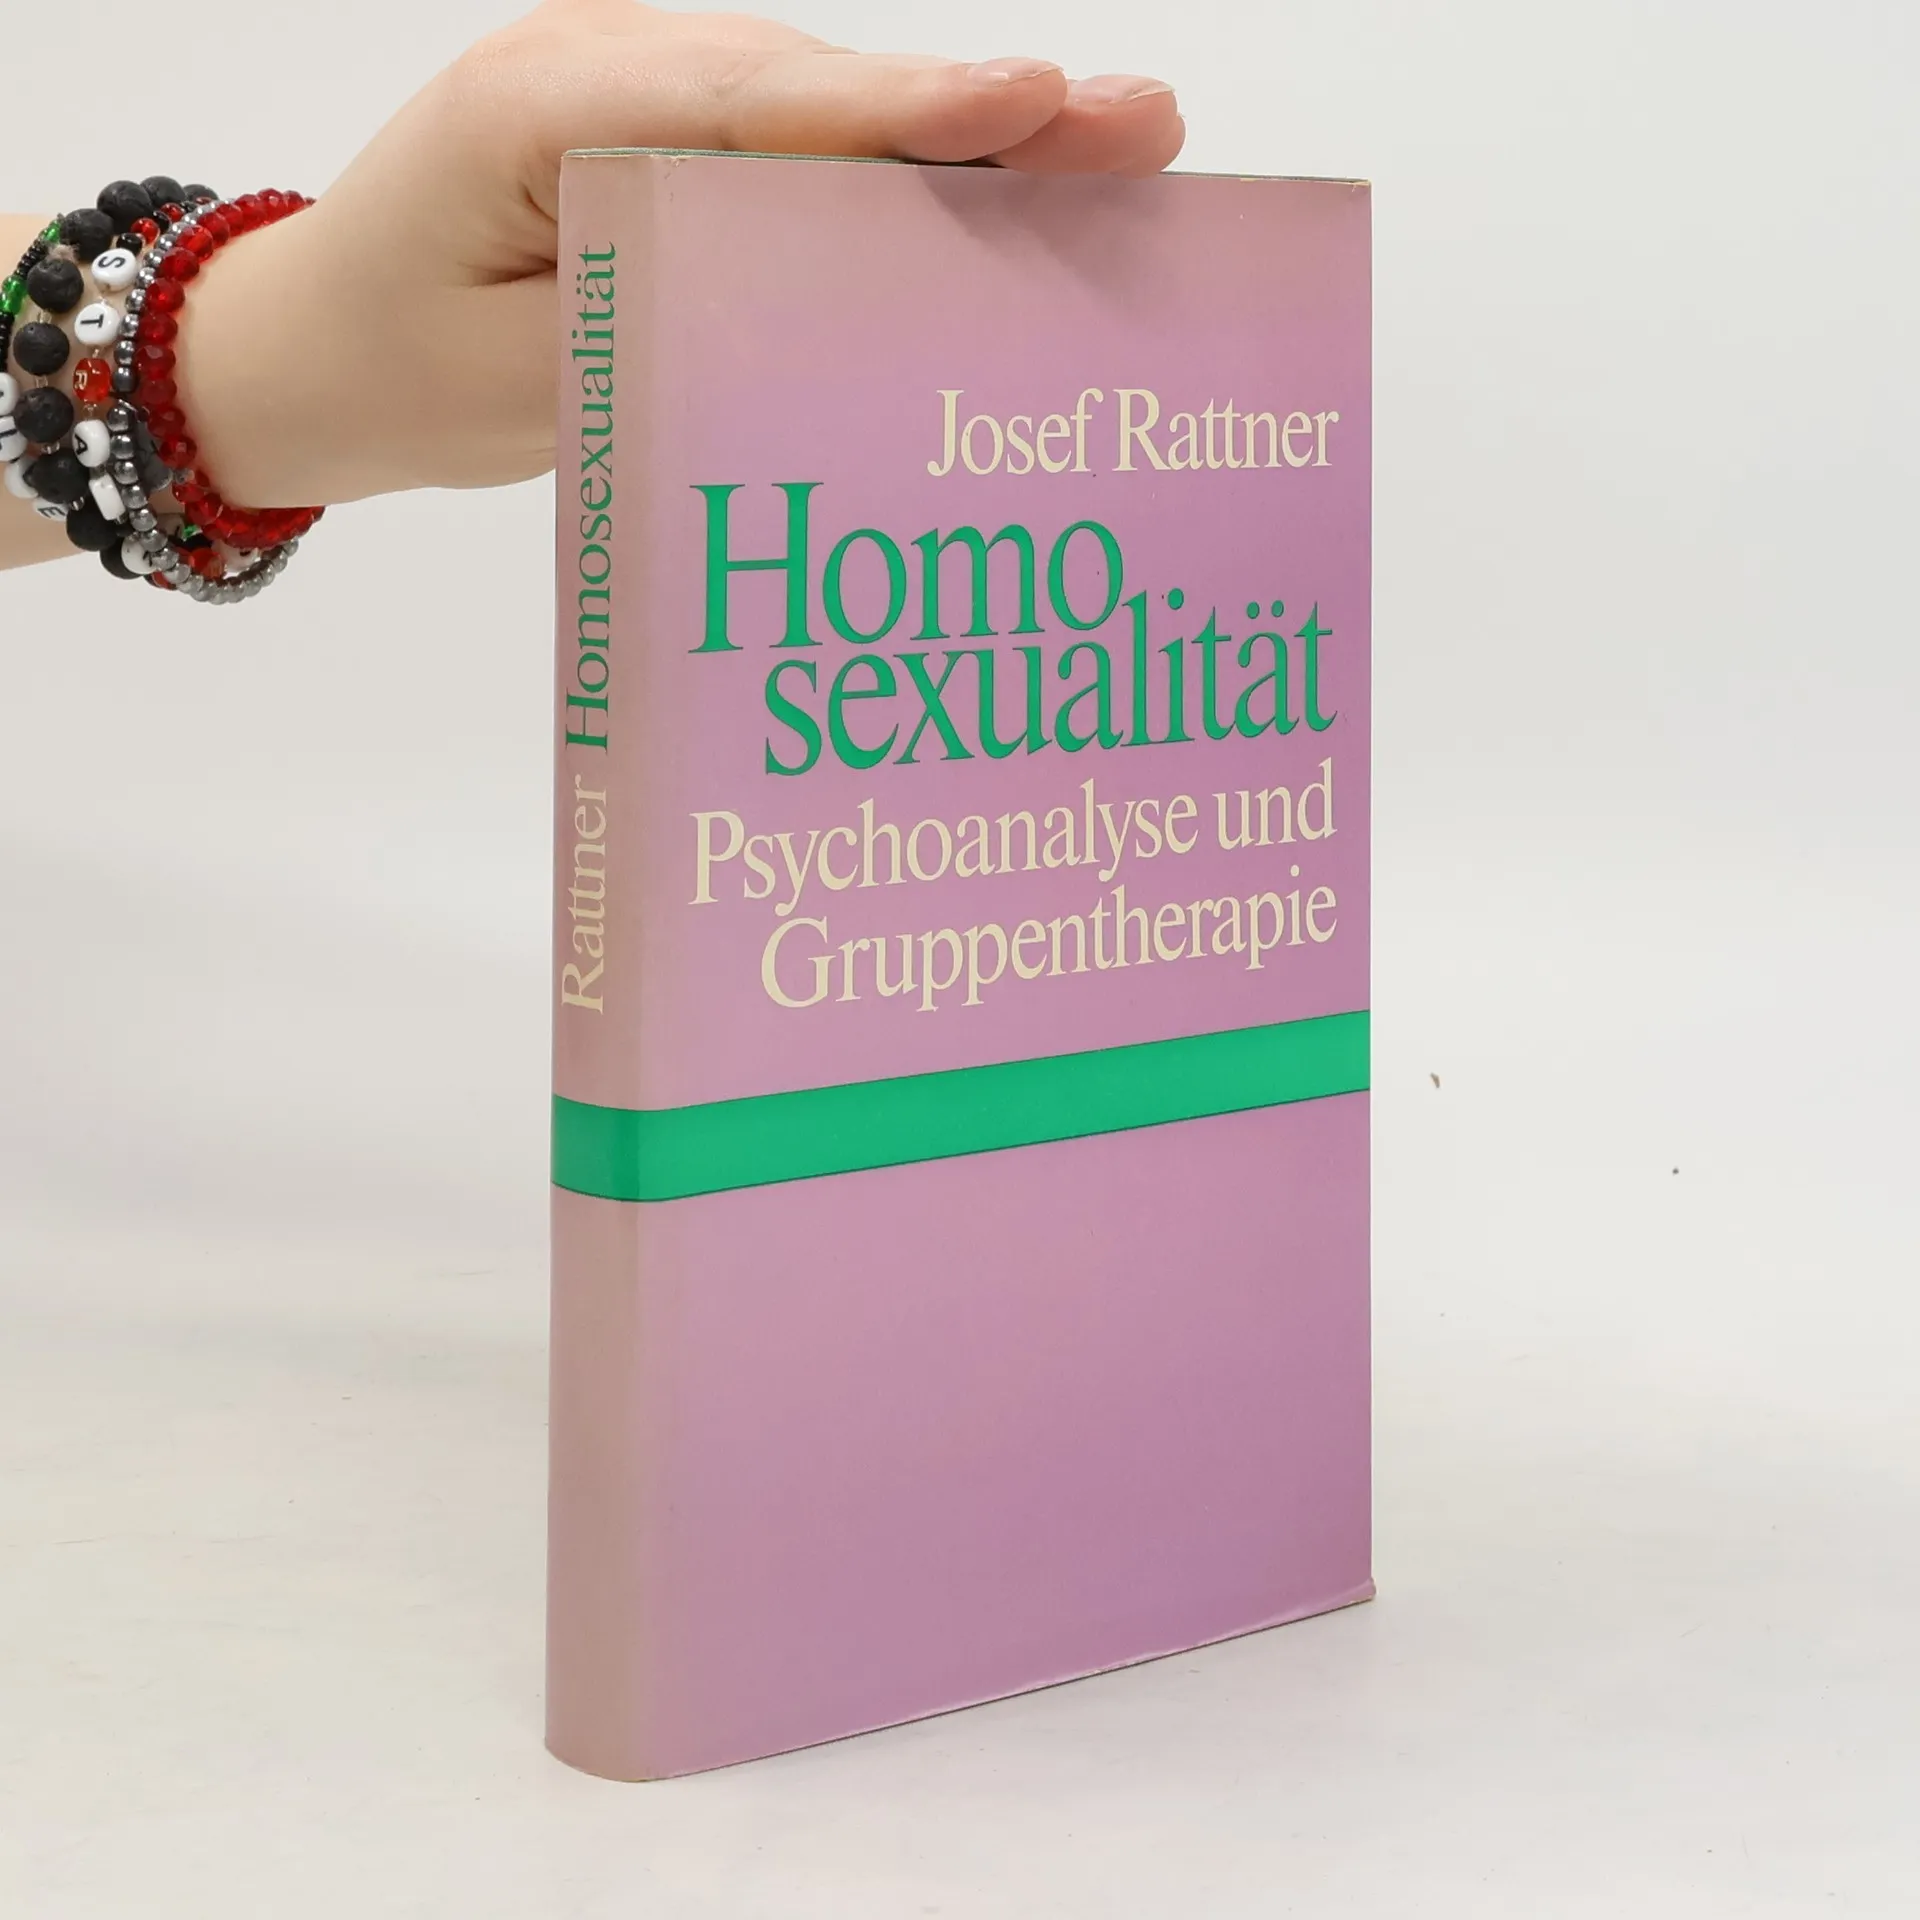 Josef Rattner
Homo
sexualität
Psychoanalyse und
Gruppentherapie
Rattner Homosexualität
S
T
R
A